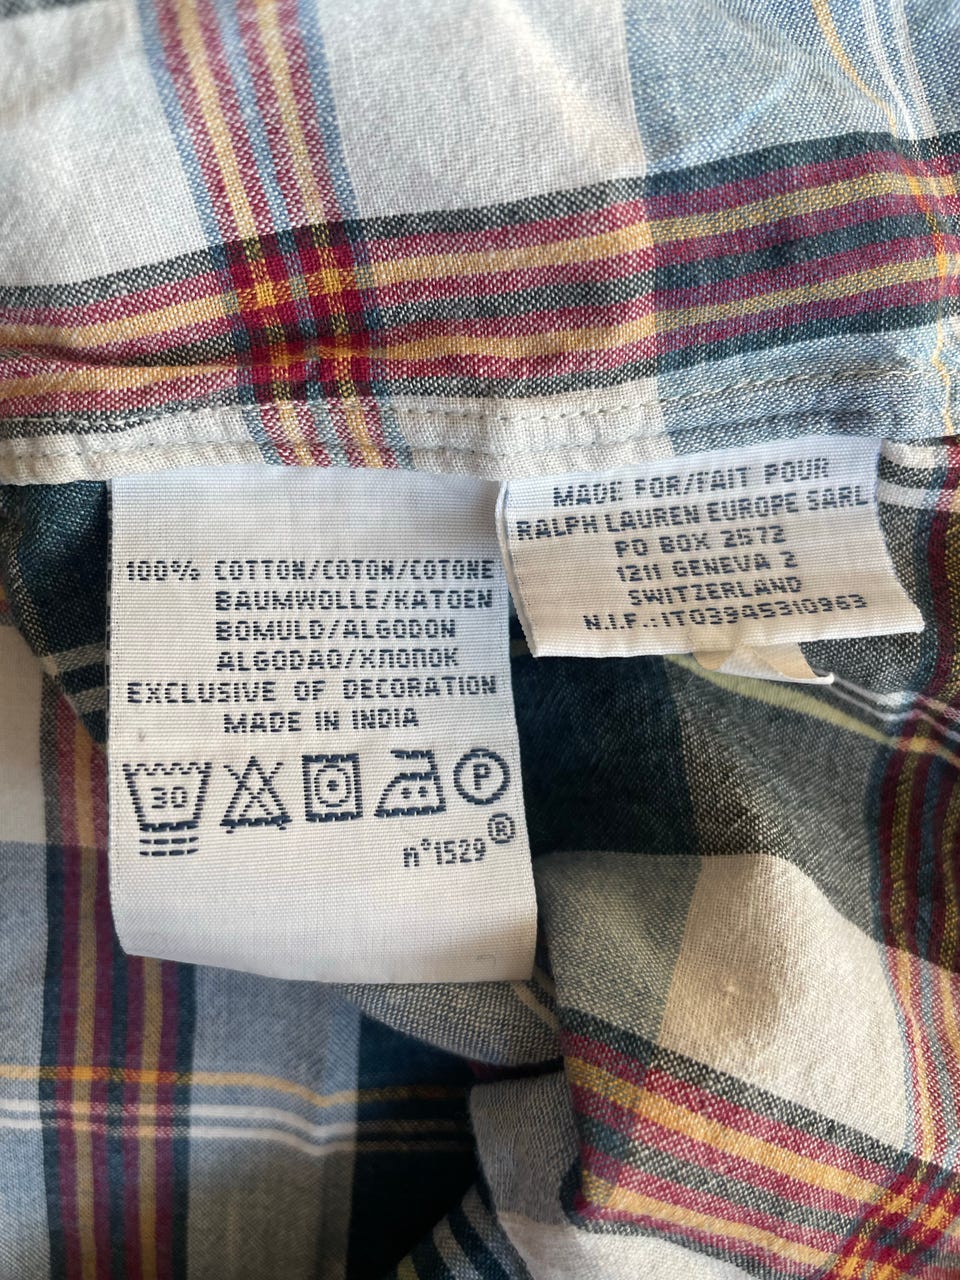 100% COTTON/COTON/COTONE
BAUMWOLLE/KATOEN
BOMULD/ALGODON
ALGODAO/ХЛОПОК
EXCLUSIVE OF DECORATION
MADE IN INDIA
30
P
n°1529®
MADE FOR/FAIT POUR
RALPH LAUREN EUROPE SARL
PO BOX 2572
1211 GENEVA 2
SWITZERLAND
N.I.F.:IT03945310963